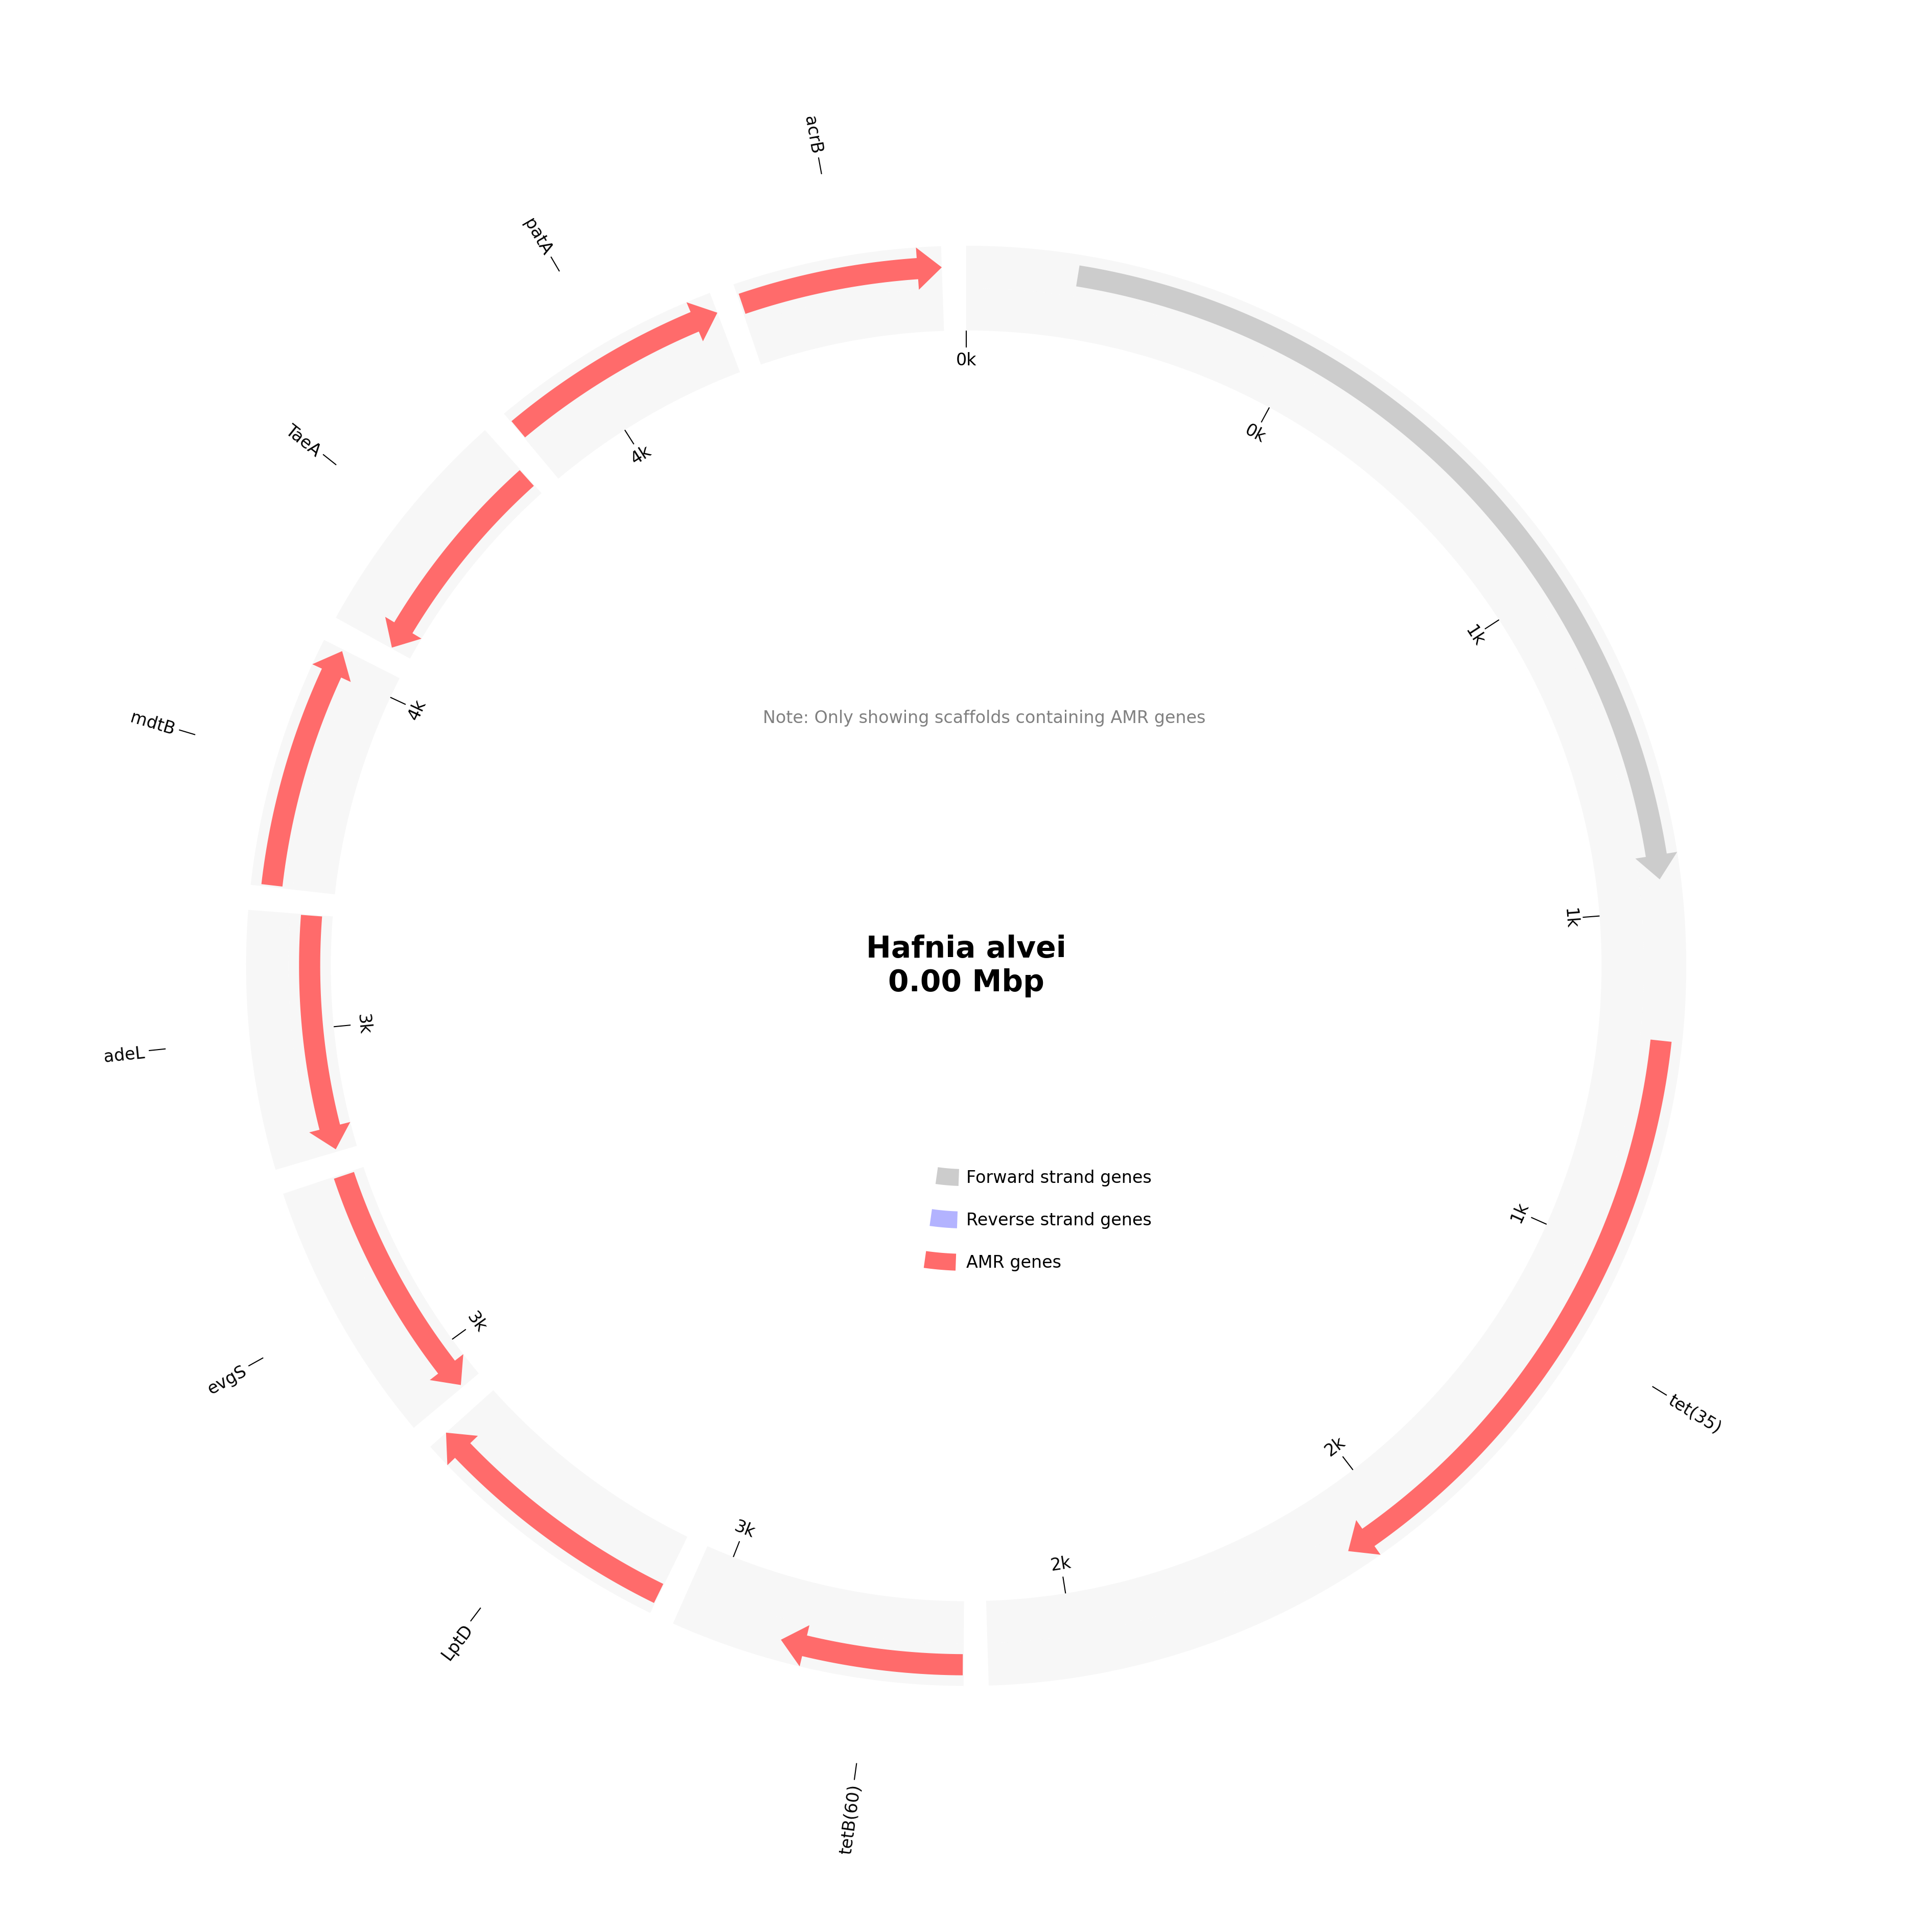 acrB
patA
TaeA
mdtB
adeL
evgS
LptD
tetB(60)
tet(35)
0k
0k
1k
1k
1k
2k
2k
3k
3k
3k
4k
4k
Note: Only showing scaffolds containing AMR genes
Hafnia alvei
0.00 Mbp
Forward strand genes
Reverse strand genes
AMR genes